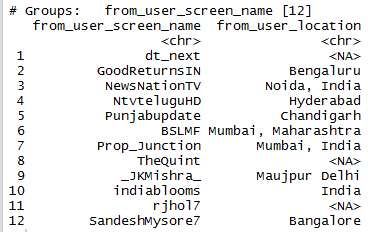 # Groups:   from_user_screen_name [12]
   from_user_screen_name from_user_location
                   <chr>              <chr>
 1               dt_next               <NA>
 2         GoodReturnsIN          Bengaluru
 3          NewsNationTV       Noida, India
 4          NtvteluguHD          Hyderabad
 5          Punjabupdate         Chandigarh
 6                 BSLMF Mumbai, Maharashtra
 7         Prop_Junction      Mumbai, India
 8              TheQuint               <NA>
 9             _JKMishra_      Maujpur Delhi
10           indiablooms              India
11                rjhol7               <NA>
12        SandeshMysore7          Bangalore